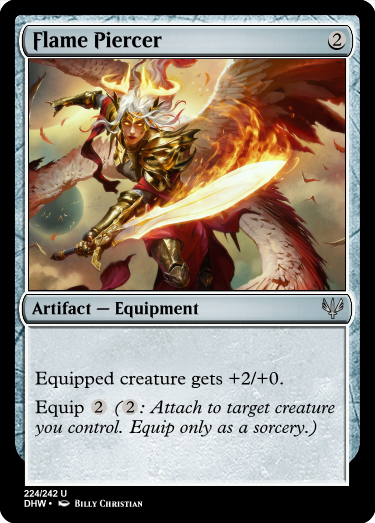 Flame Piercer 2
Artifact — Equipment
Equipped creature gets +2/+0.
Equip 2 (2: Attach to target creature
you control. Equip only as a sorcery.)
224/242 U
DHW • Billy Christian